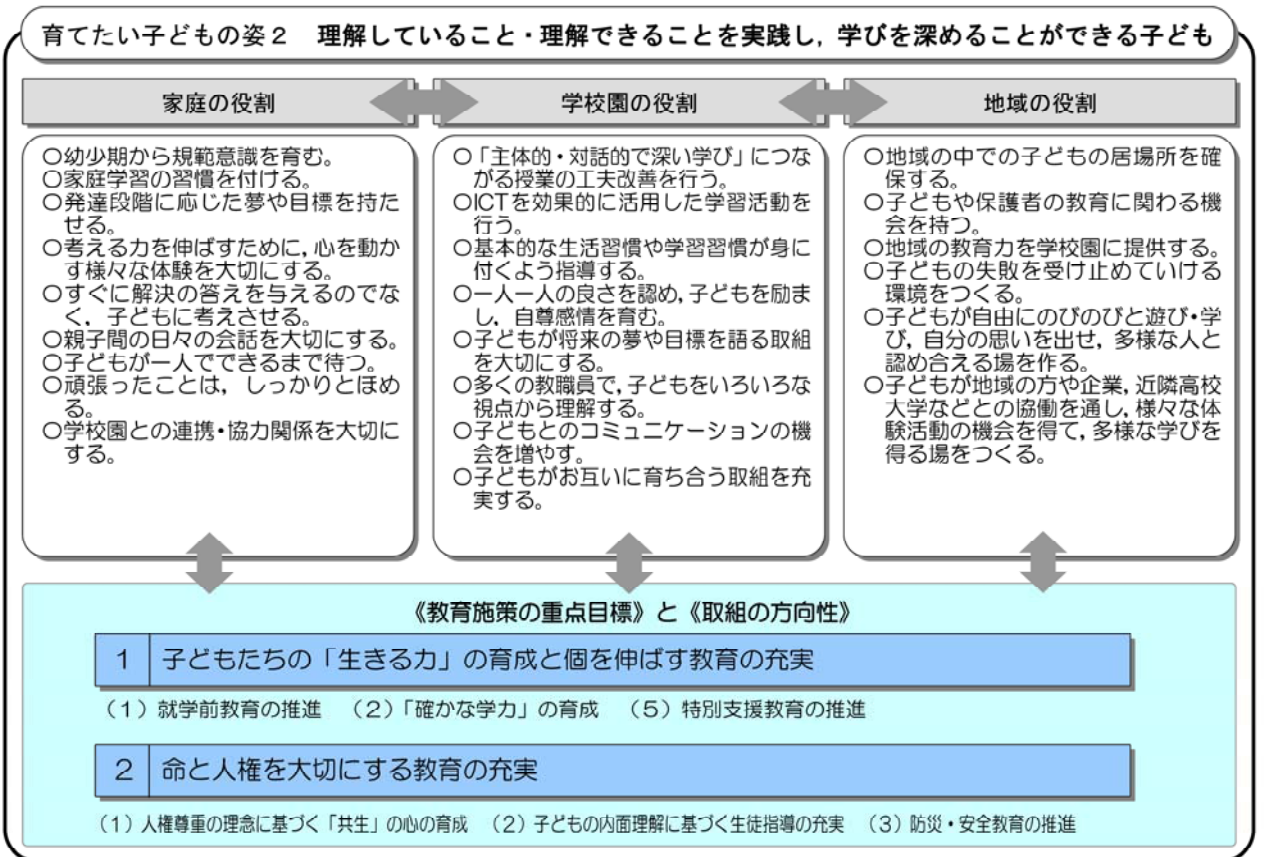 育てたい子どもの姿2　理解していること・理解できることを実践し，学びを深めることができる子ども
家庭の役割
〇幼少期から規範意識を育む。
〇家庭学習の習慣を付ける。
〇発達段階に応じた夢や目標を持た
せる。
〇考える力を伸ばすために，心を動か
す様々な体験を大切にする。
〇すぐに解決の答えを与えるのでな
く，子どもに考えさせる。
〇親子間の日々の会話を大切にする。
〇子どもが一人でできるまで待つ。
〇頑張ったことは，しっかりとほめ
る。
〇学校園との連携・協力関係を大切に
する。
学校園の役割
〇「主体的・対話的で深い学び」につな
がる授業の工夫改善を行う。
〇ICTを効果的に活用した学習活動を
行う。
〇基本的な生活習慣や学習習慣が身に
付くよう指導する。
〇一人一人の良さを認め，子どもを励ま
し，自尊感情を育む。
〇子どもが将来の夢や目標を語る取組
を大切にする。
〇多くの教職員で，子どもをいろいろな
視点から理解する。
〇子どもとのコミュニケーションの機
会を増やす。
〇子どもがお互いに育ち合う取組を充
実する。
地域の役割
〇地域の中での子どもの居場所を確
保する。
〇子どもや保護者の教育に関わる機
会を持つ。
〇地域の教育力を学校園に提供する。
〇子どもの失敗を受け止めていける
環境をつくる。
〇子どもが自由にのびのびと遊び・学
び，自分の思いを出せ，多様な人と
認め合える場を作る。
〇子どもが地域の方や企業，近隣高校
大学などとの協働を通し，様々な体
験活動の機会を得て，多様な学びを
得る場をつくる。
《教育施策の重点目標》と《取組の方向性》
1　子どもたちの「生きる力」の育成と個を伸ばす教育の充実
（1）就学前教育の推進　（2）「確かな学力」の育成　（5）特別支援教育の推進
2　命と人権を大切にする教育の充実
（1）人権尊重の理念に基づく「共生」の心の育成　（2）子どもの内面理解に基づく生徒指導の充実　（3）防災・安全教育の推進